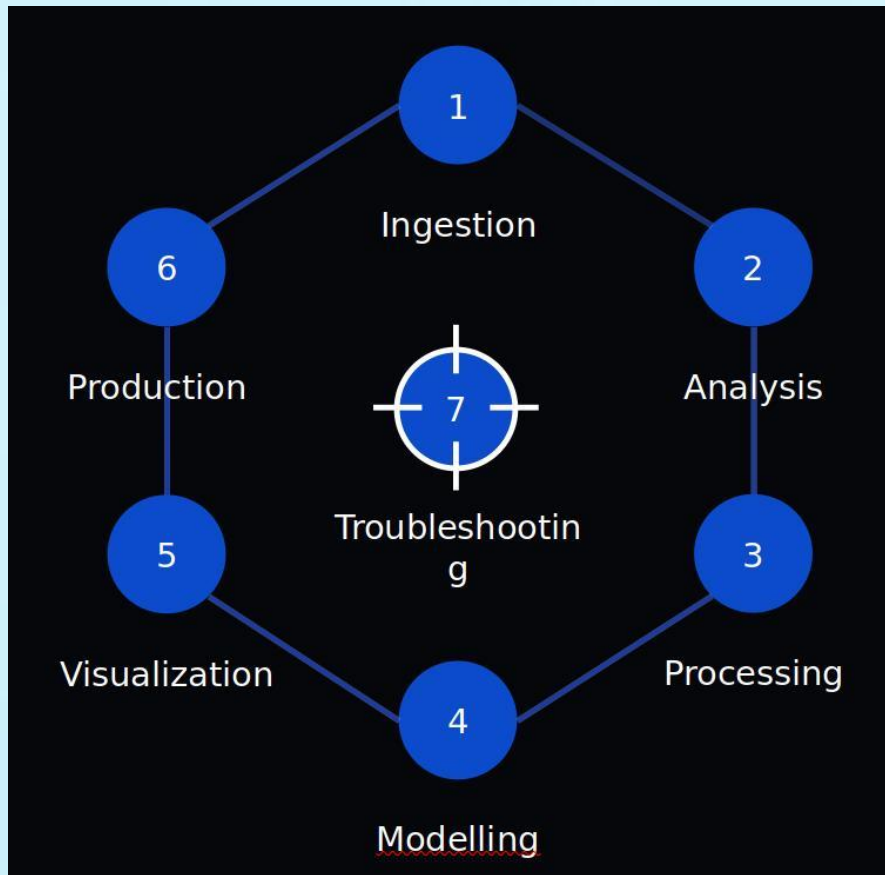 1
Ingestion
2
Analysis
3
Processing
4
Modelling
5
Visualization
6
Production
7
Troubleshootin
g